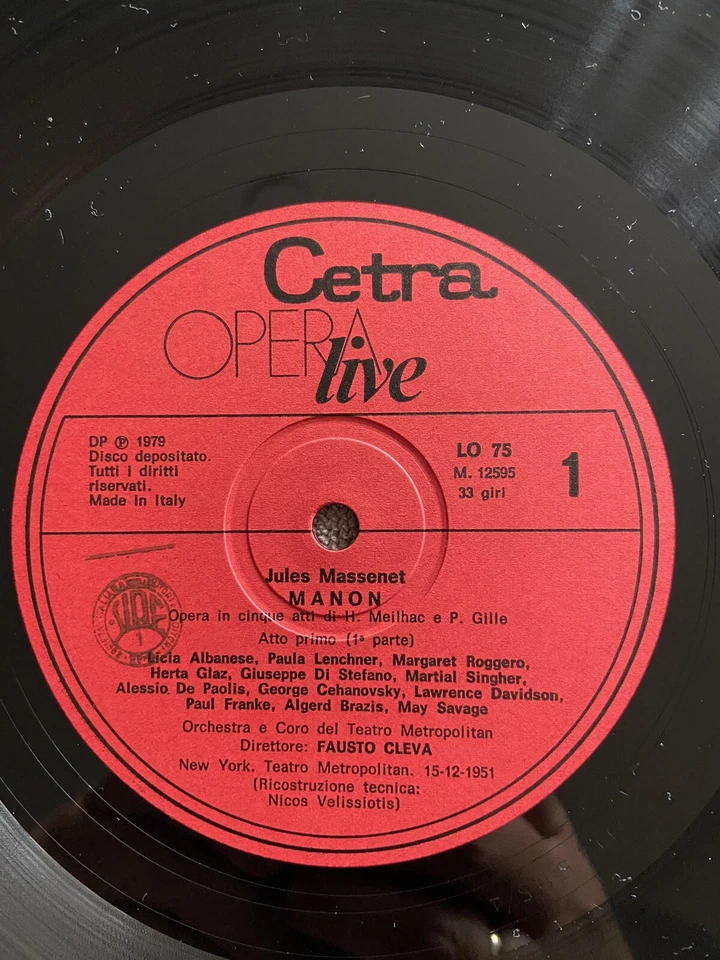 Cetra
OPERA
live
DP Ⓟ 1979
Disco depositato.
Tutti i diritti
riservati.
Made in Italy
LO 75
M. 12595
33 giri
1
Jules Massenet
MANON
Opera in cinque atti di H. Meilhac e P. Gille
Atto primo (1ª parte)
Licia Albanese, Paula Lenchner, Margaret Roggero,
Herta Glaz, Giuseppe Di Stefano, Martial Singher,
Alessio De Paolis, George Cehanovsky, Lawrence Davidson,
Paul Franke, Algerd Brazis, May Savage
Orchestra e Coro del Teatro Metropolitan
Direttore: FAUSTO CLEVA
New York. Teatro Metropolitan. 15-12-1951
(Ricostruzione tecnica:
Nicos Velissiotis)